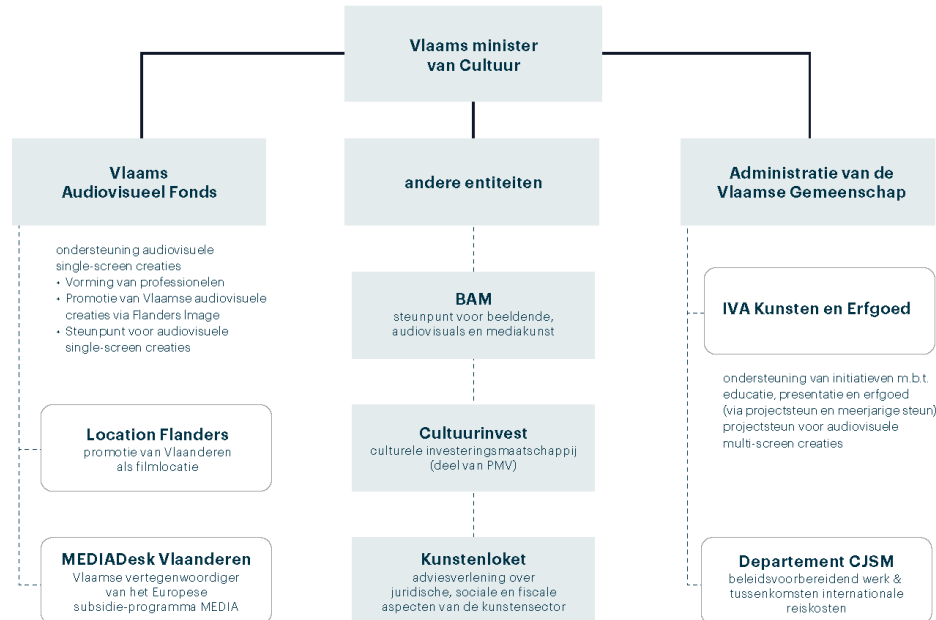 Vlaams minister
van Cultuur
Vlaams
Audiovisueel Fonds
ondersteuning audiovisuele
single-screen creaties
• Vorming van professionelen
• Promotie van Vlaamse audiovisuele
creaties via Flanders Image
• Steunpunt voor audiovisuele
single-screen creaties
Location Flanders
promotie van Vlaanderen
als filmlocatie
MEDIADesk Vlaanderen
Vlaamse vertegenwoordiger
van het Europese
subsidie-programma MEDIA
andere entiteiten
BAM
steunpunt voor beeldende,
audiovisuals en mediakunst
Cultuurinvest
culturele investeringsmaatschappij
(deel van PMV)
Kunstenloket
adviesverlening over
juridische, sociale en fiscale
aspecten van de kunstensector
Administratie van de
Vlaamse Gemeenschap
IVA Kunsten en Erfgoed
ondersteuning van initiatieven m.b.t.
educatie, presentatie en erfgoed
(via projectsteun en meerjarige steun)
projectsteun voor audiovisuele
multi-screen creaties
Departement CJSM
beleidsvoorbereidend werk &
tussenkomsten internationale
reiskosten